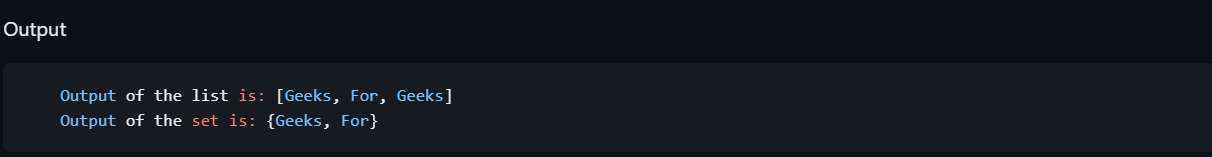 Output
Output of the list is: [Geeks, For, Geeks]
Output of the set is: {Geeks, For}